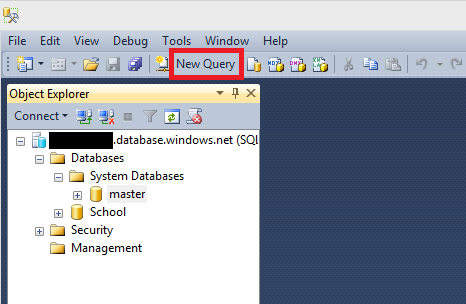 File Edit View Debug Tools Window Help
New Query
Object Explorer
Connect
.database.windows.net (SQL
Databases
System Databases
master
School
Security
Management